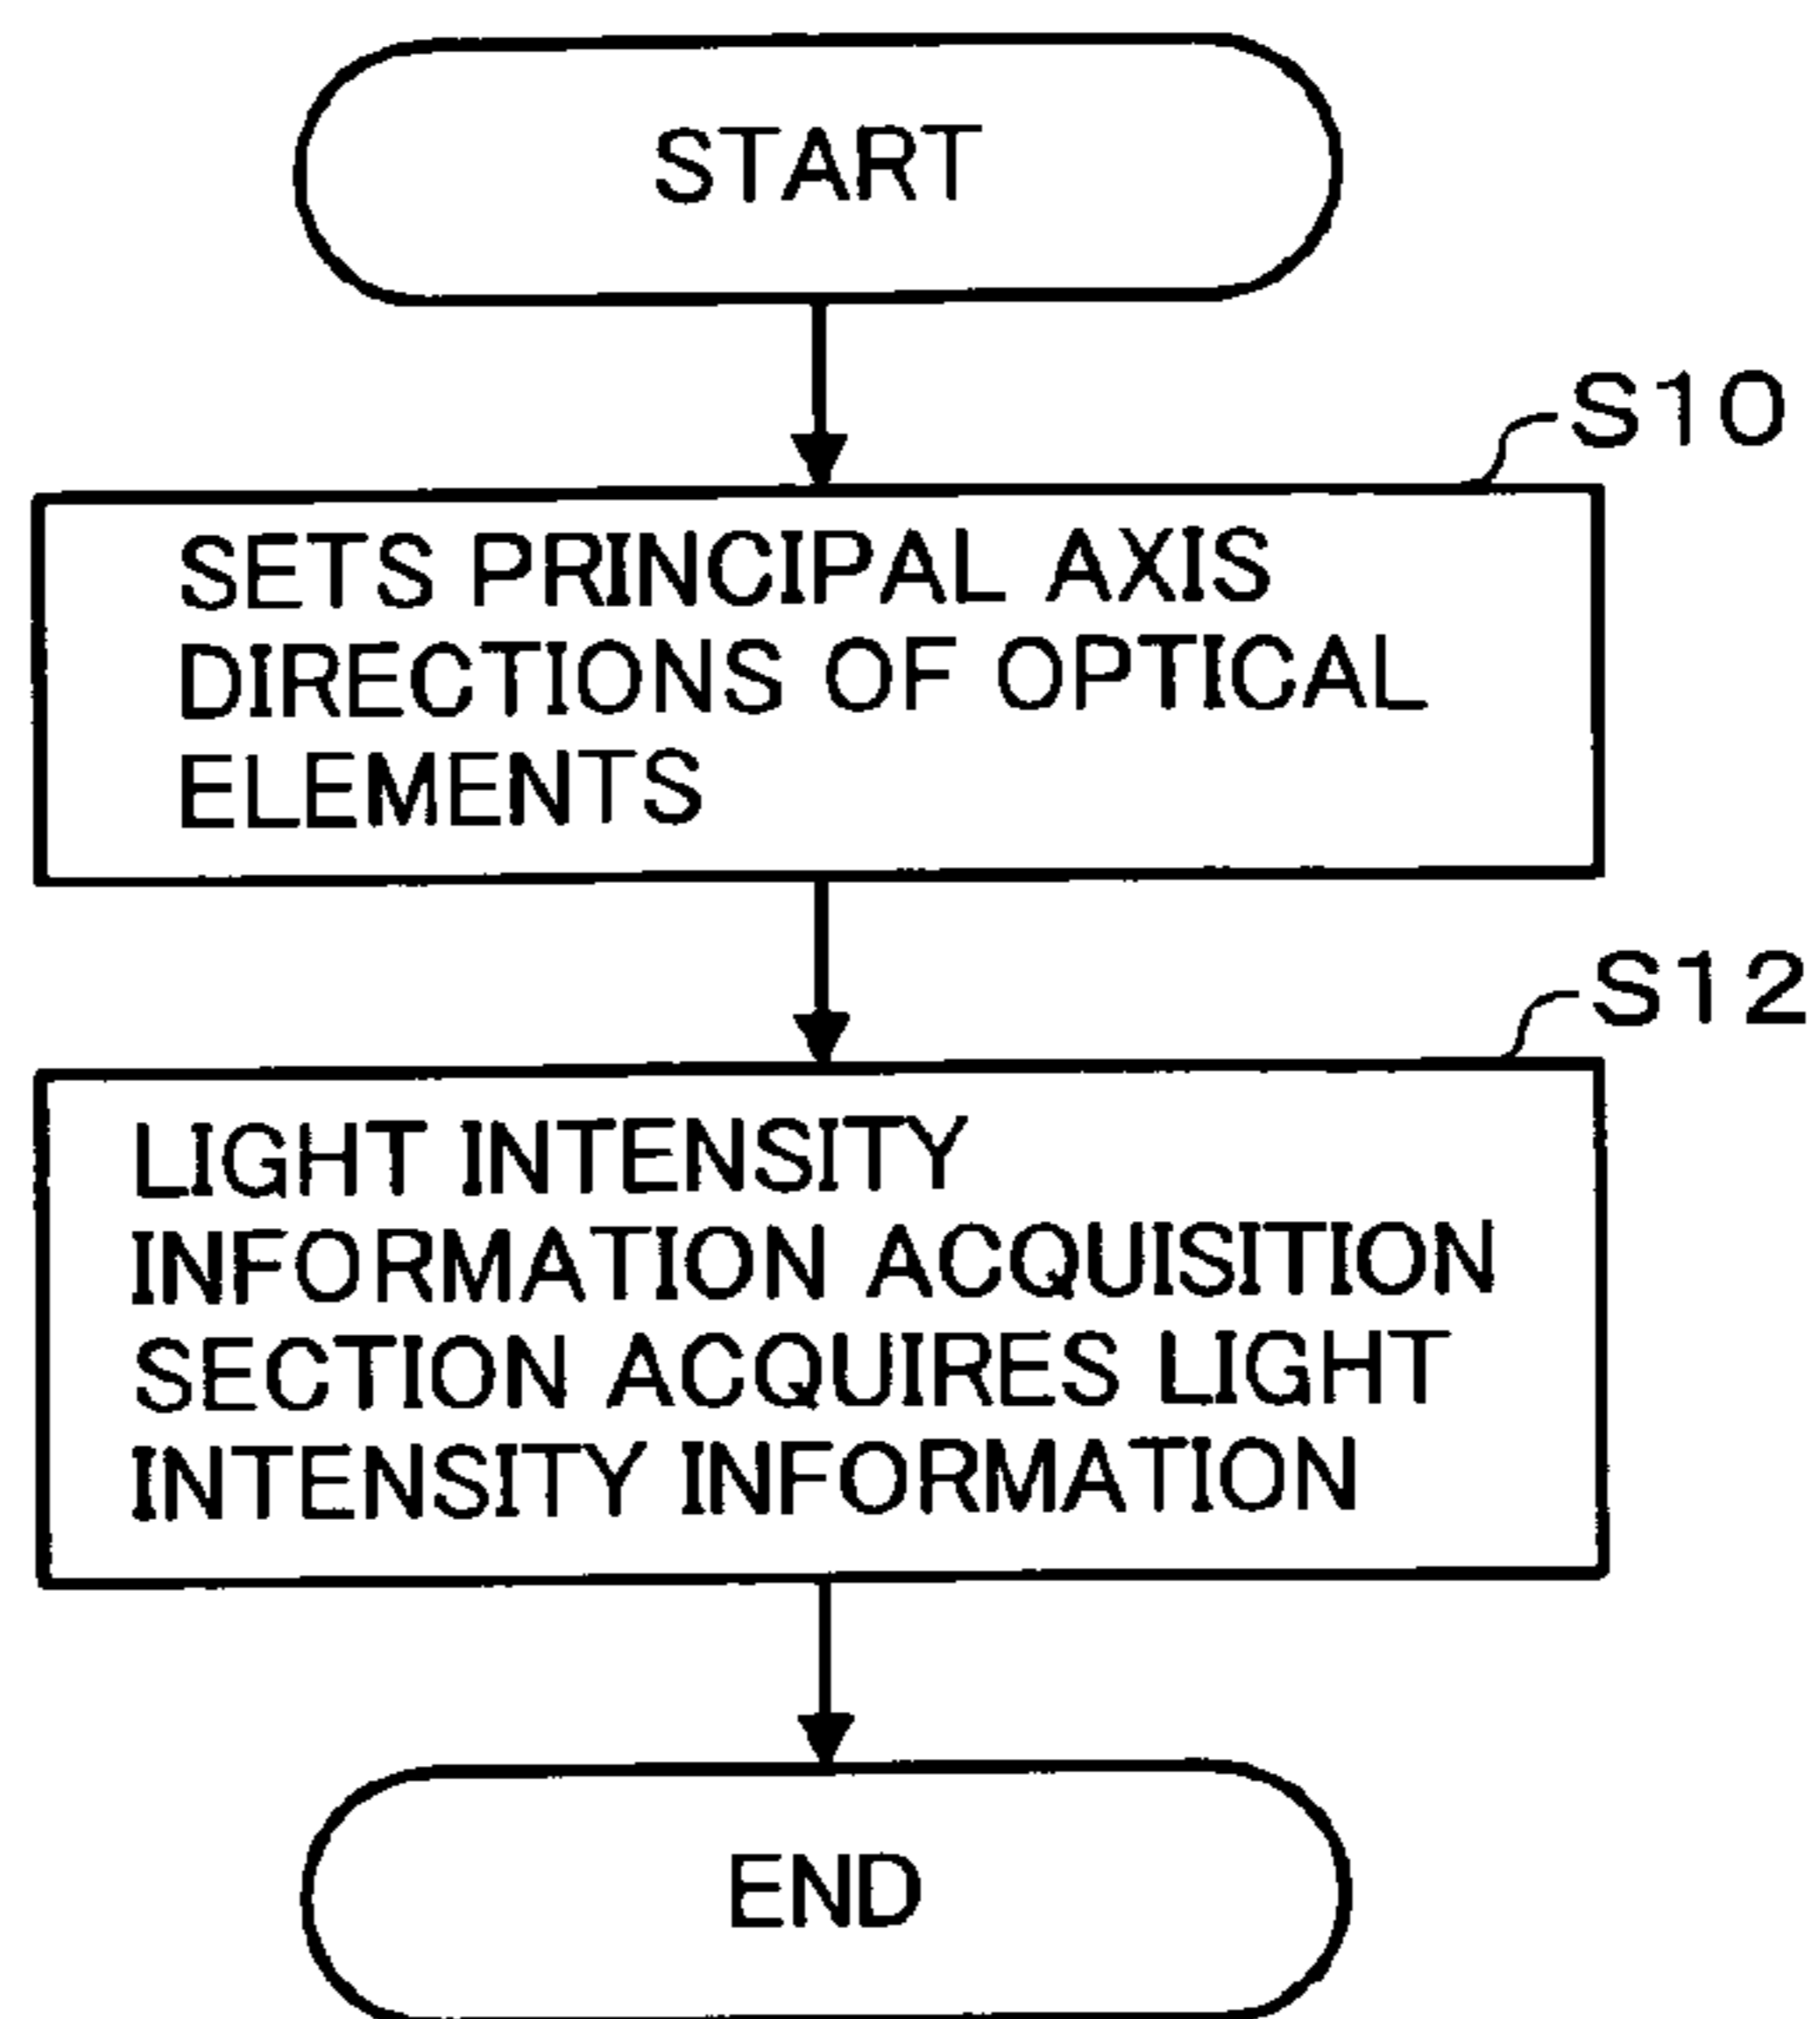 START
S10
SETS PRINCIPAL AXIS
DIRECTIONS OF OPTICAL
ELEMENTS
S12
LIGHT INTENSITY
INFORMATION ACQUISITION
SECTION ACQUIRES LIGHT
INTENSITY INFORMATION
END